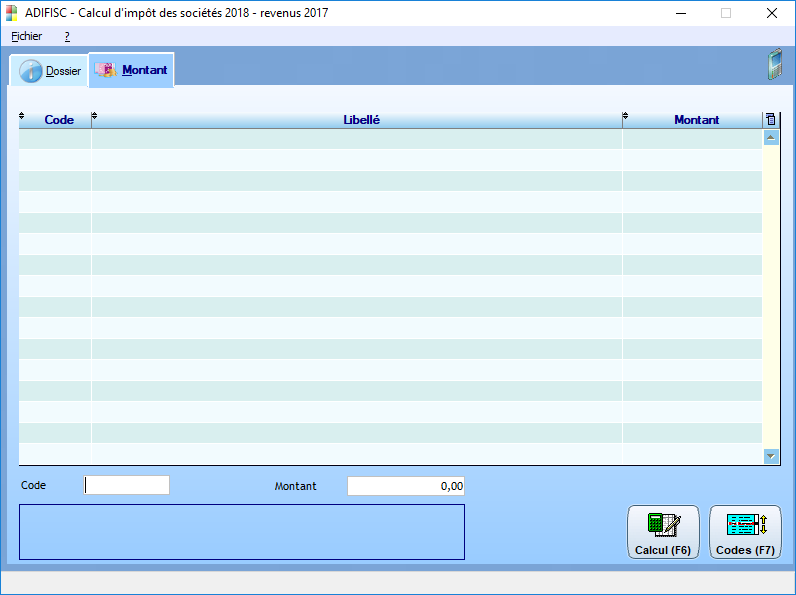 ADIFISC - Calcul d'impôt des sociétés 2018 - revenus 2017
Fichier ?
Dossier Montant
Code Libellé Montant
Code Montant 0,00
Calcul (F6) Codes (F7)